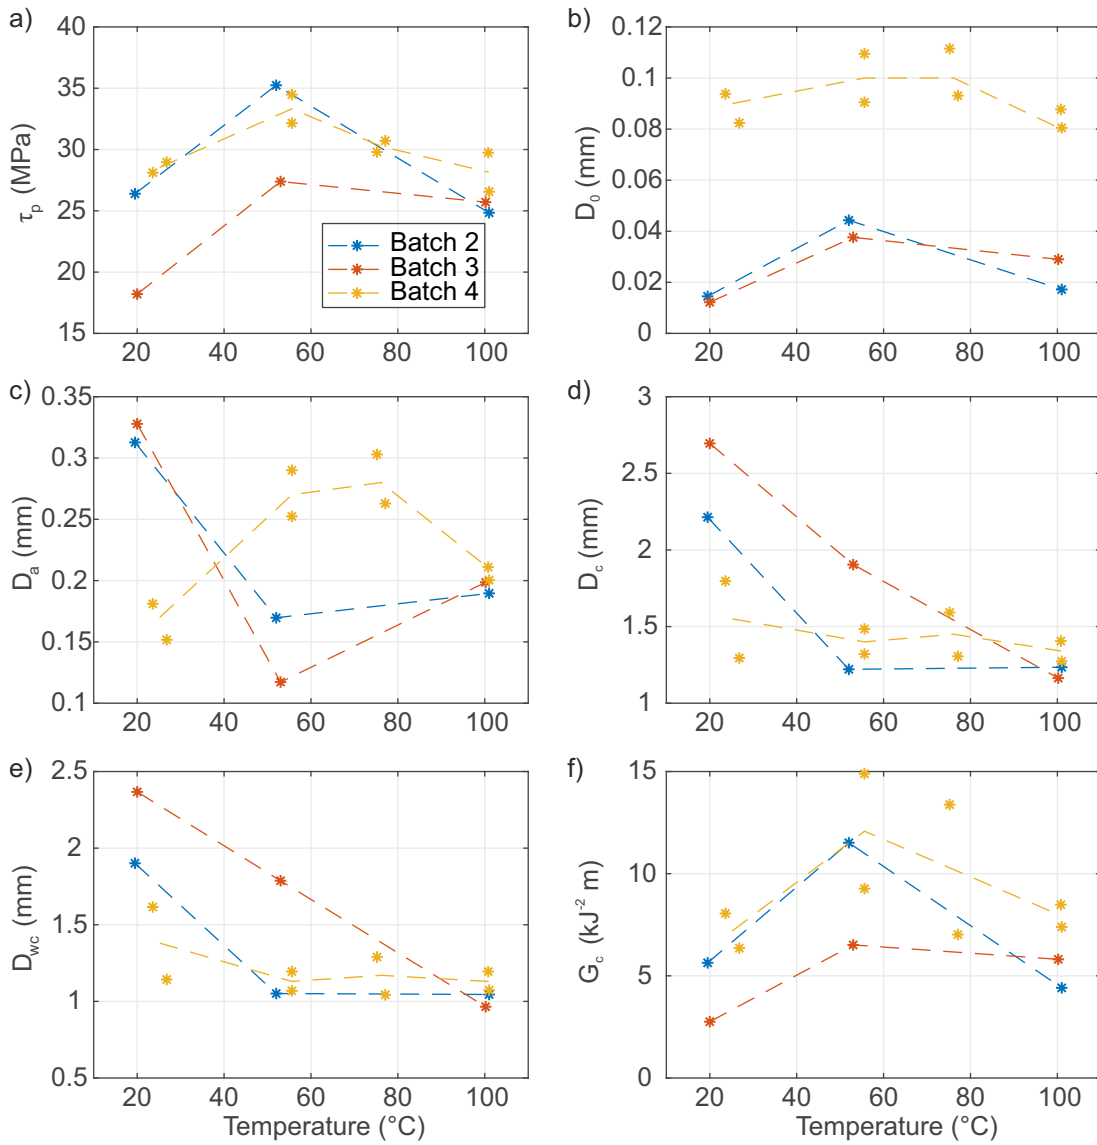 a)
40
35
30
25
20
15
τp (MPa)
20 40 60 80 100
Batch 2
Batch 3
Batch 4
b)
0.12
0.1
0.08
0.06
0.04
0.02
0
D0 (mm)
20 40 60 80 100
c)
0.35
0.3
0.25
0.2
0.15
0.1
Da (mm)
20 40 60 80 100
d)
3
2.5
2
1.5
1
Dc (mm)
20 40 60 80 100
e)
2.5
2
1.5
1
0.5
Dwc (mm)
20 40 60 80 100
Temperature (°C)
f)
15
10
5
0
Gc (kJ-2 m)
20 40 60 80 100
Temperature (°C)